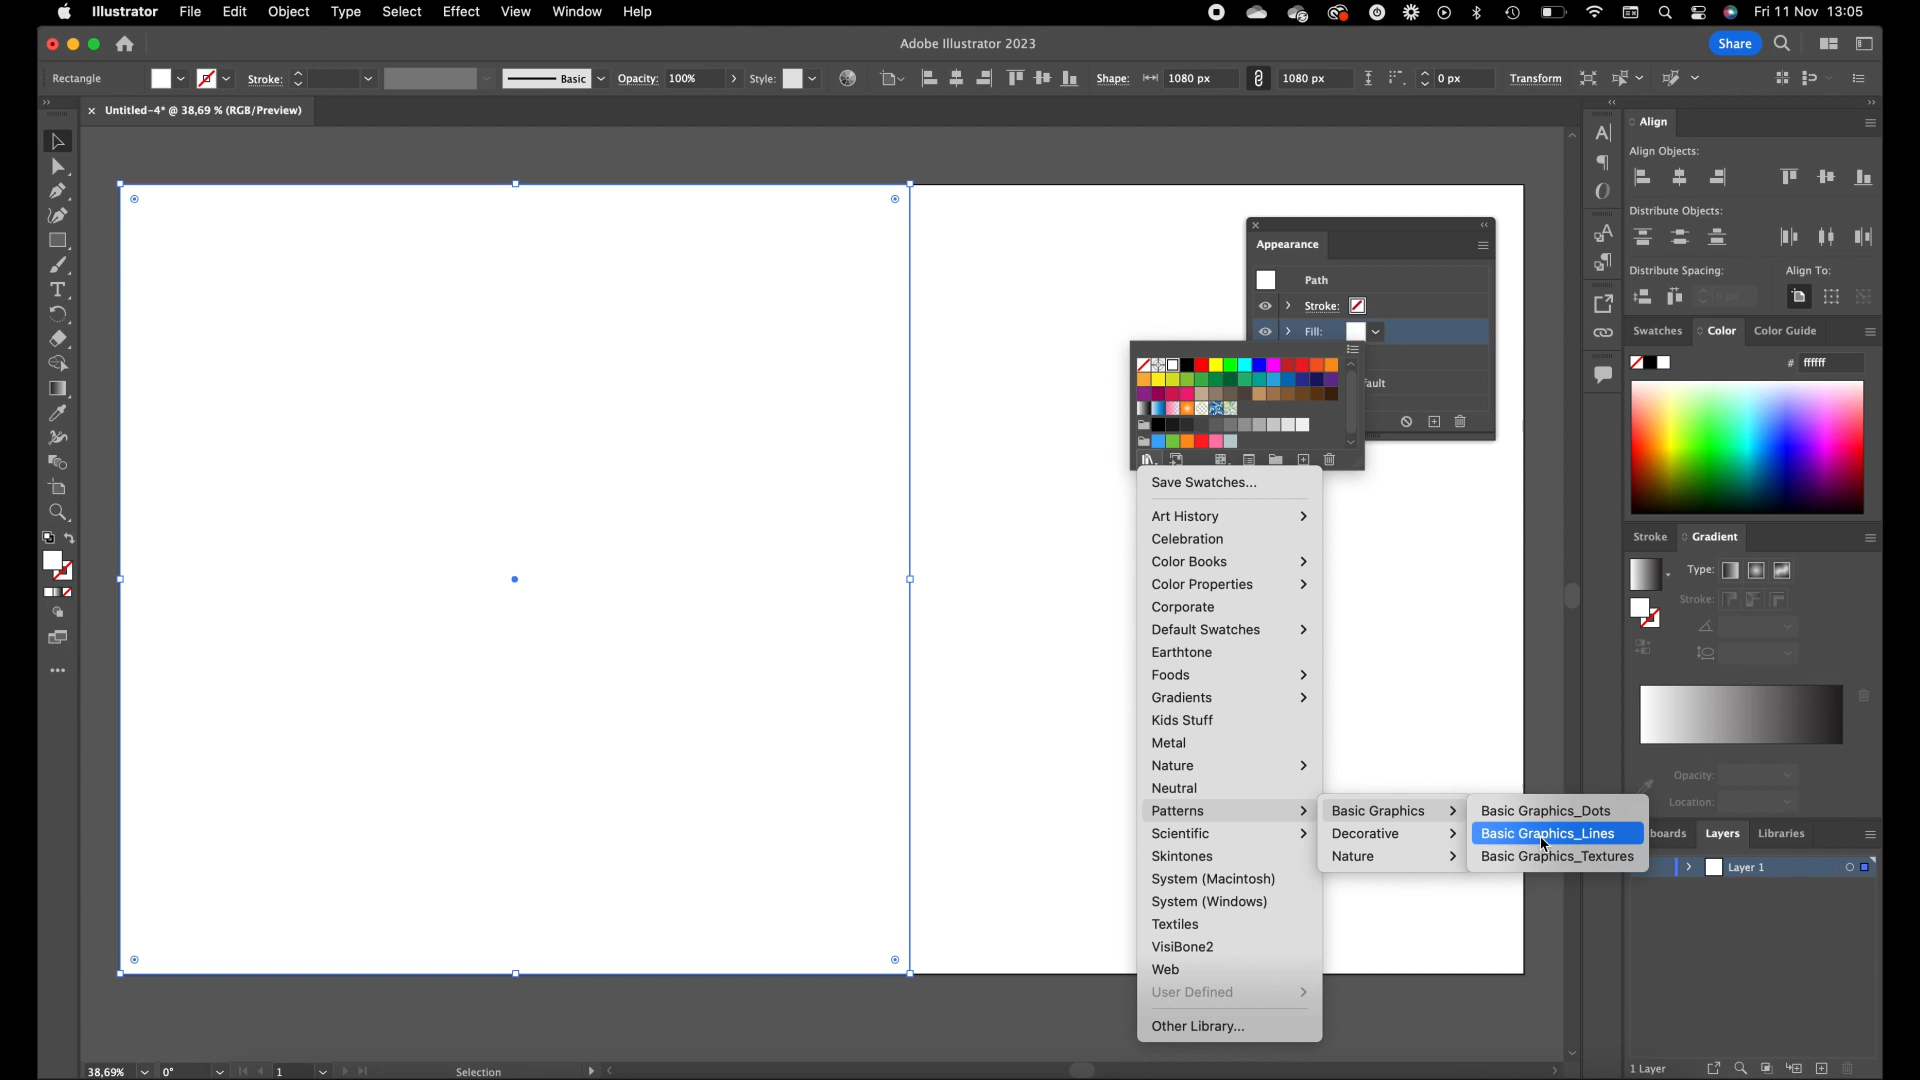 Illustrator File Edit Object Type Select Effect View Window Help Fri 11 Nov 13:05
Adobe Illustrator 2023
Share
Rectangle Stroke: Basic Opacity: 100% Style: Shape: 1080 px 1080 px 0 px Transform
× Untitled-4* @ 38,69 % (RGB/Preview)
Align
Align Objects:
Distribute Objects:
Distribute Spacing: Align To:
0 px
Swatches Color Color Guide
# ffffff
Stroke Gradient
Type:
Stroke:
Opacity:
Location:
boards Layers Libraries
Layer 1
1 Layer
Appearance
Path
Stroke:
Fill:
ault
Save Swatches...
Art History
Celebration
Color Books
Color Properties
Corporate
Default Swatches
Earthtone
Foods
Gradients
Kids Stuff
Metal
Nature
Neutral
Patterns
Scientific
Skintones
System (Macintosh)
System (Windows)
Textiles
VisiBone2
Web
User Defined
Other Library...
Basic Graphics
Decorative
Nature
Basic Graphics_Dots
Basic Graphics_Lines
Basic Graphics_Textures
38,69% 0° 1 Selection